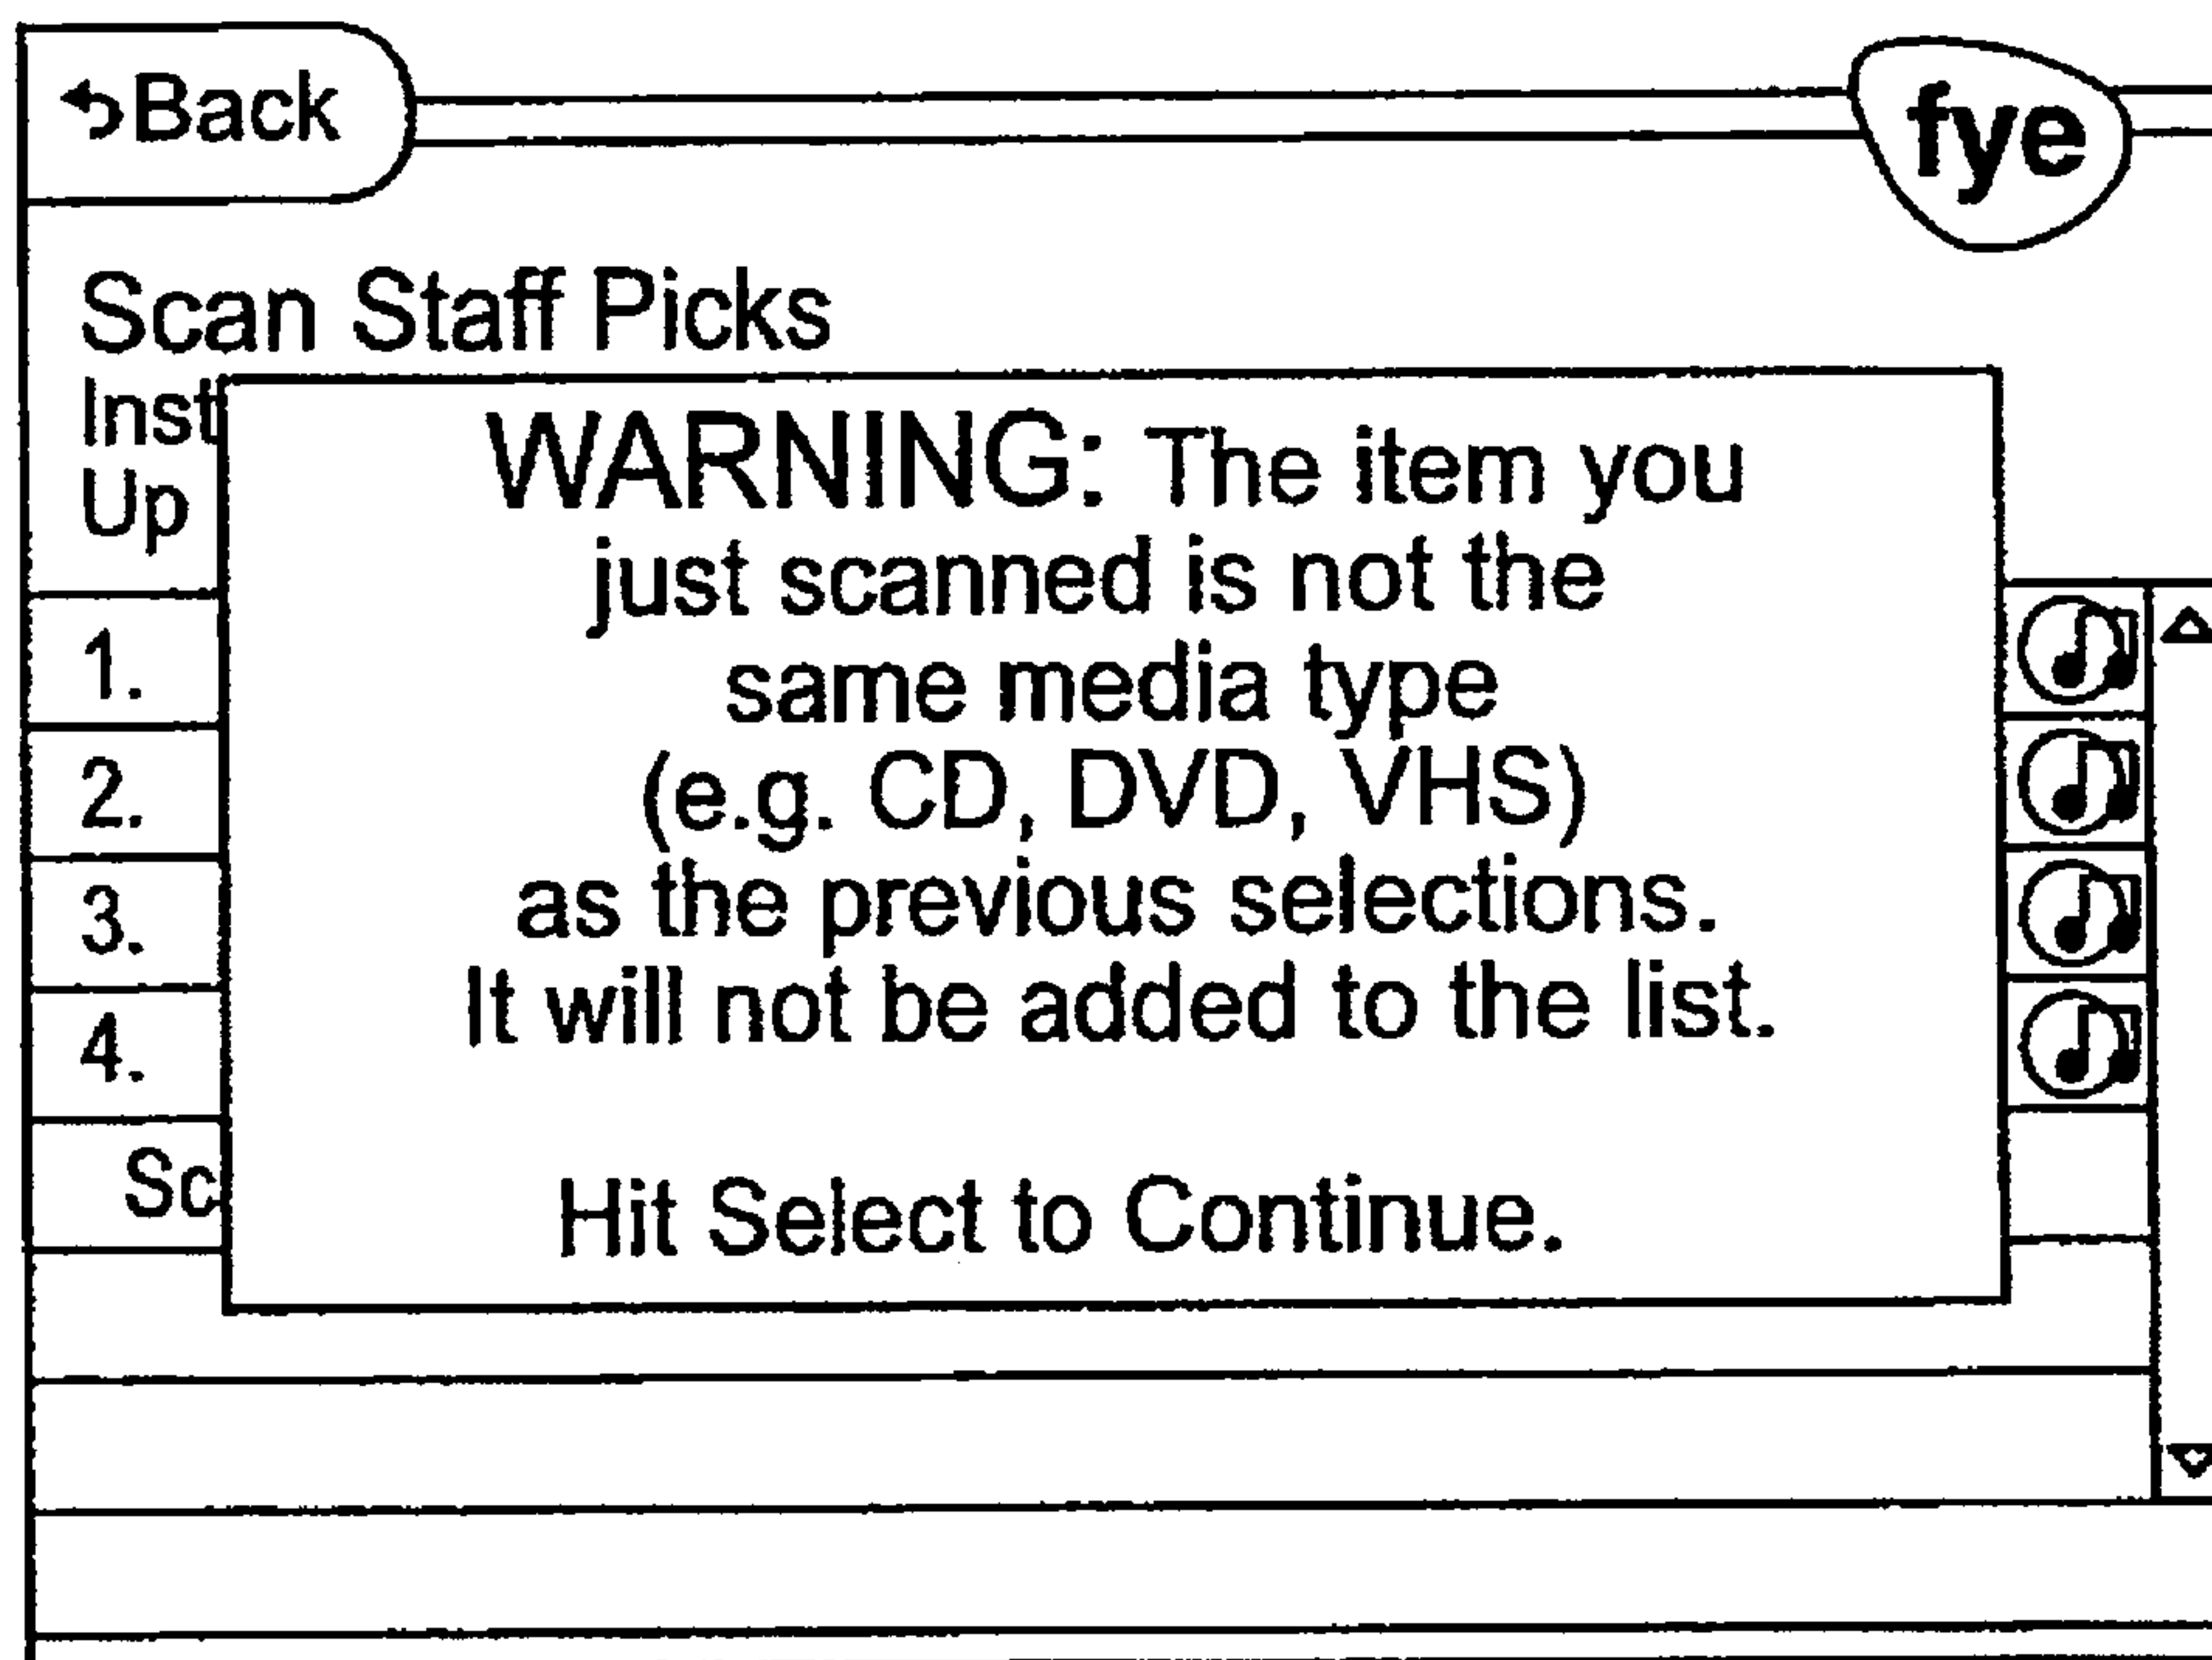 Back
fye
Scan Staff Picks
Up
WARNING: The item you
just scanned is not the
same media type
(e.g. CD, DVD, VHS)
as the previous selections.
It will not be added to the list.
Hit Select to Continue.
1.
2.
3.
4.